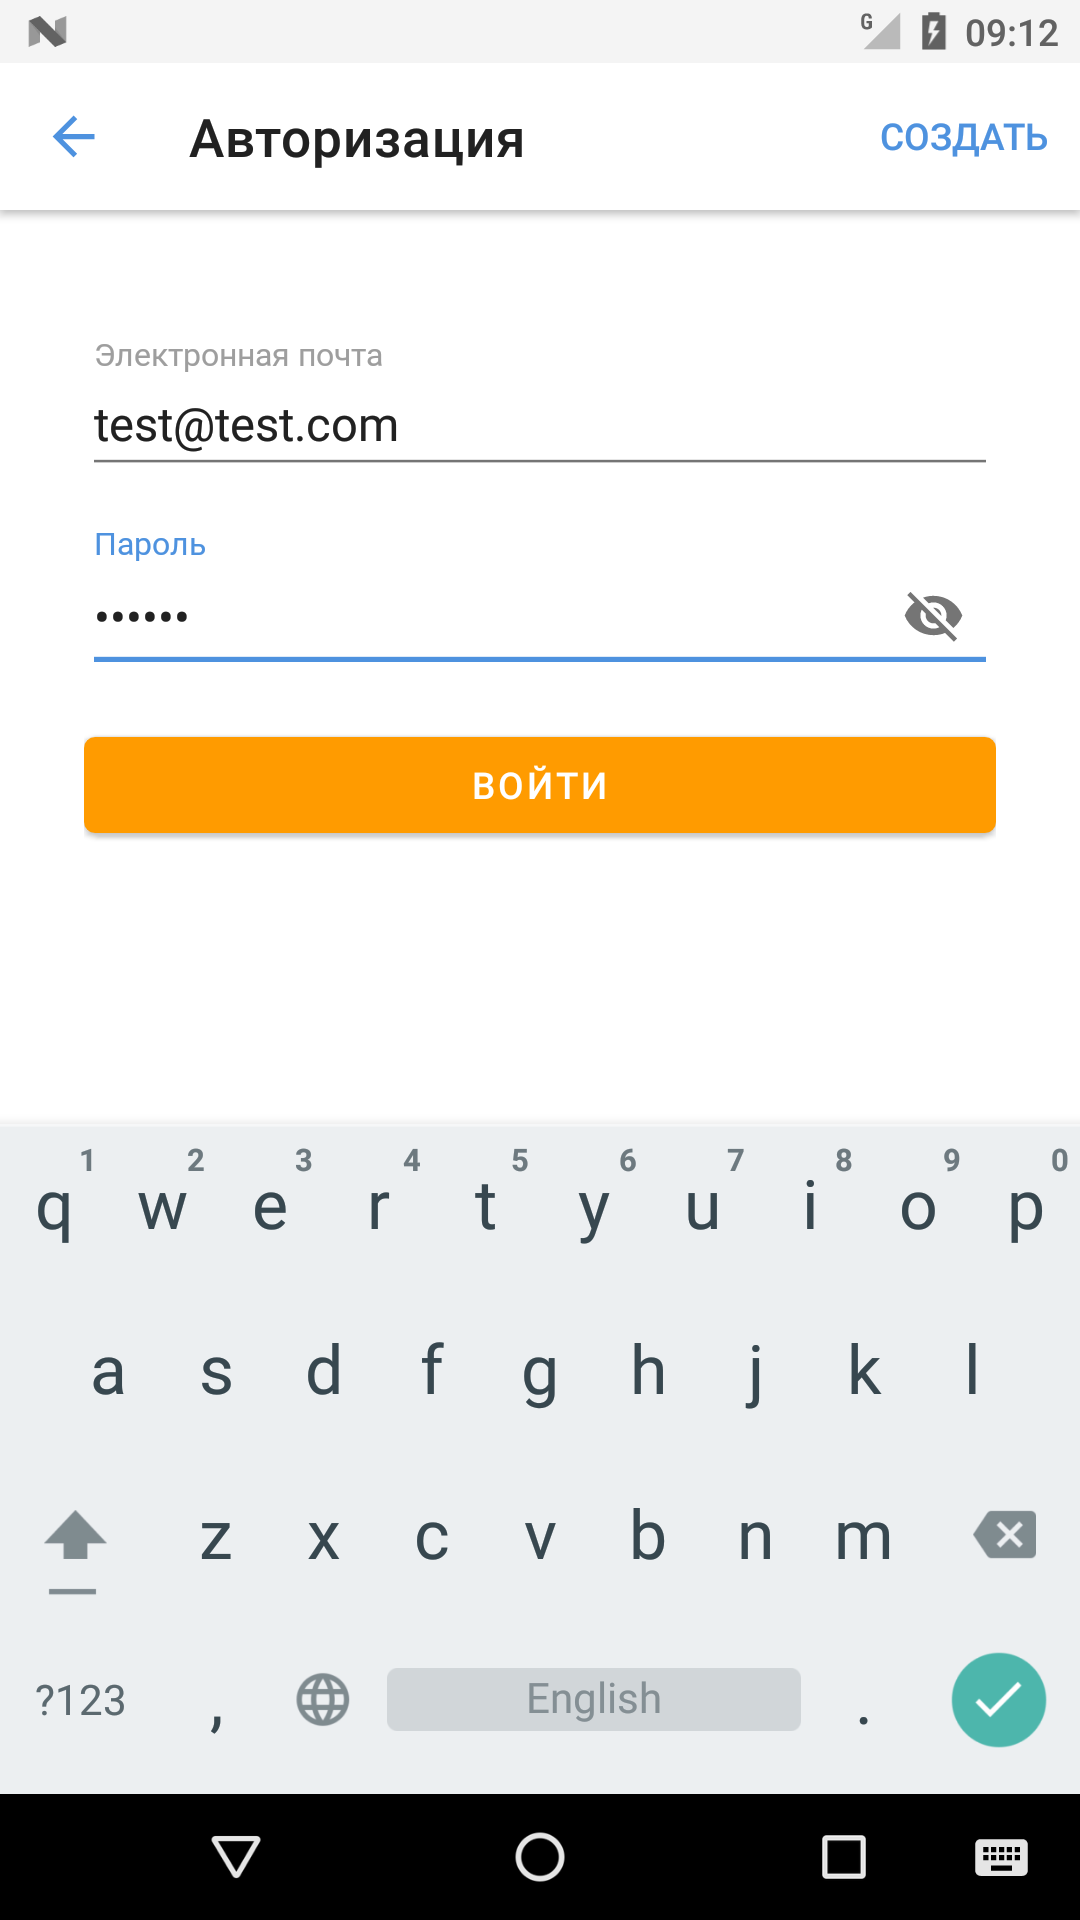 G 09:12
Авторизация СОЗДАТЬ
Электронная почта
test@test.com
Пароль
••••••
ВОЙТИ
1 2 3 4 5 6 7 8 9 0
q w e r t y u i o p
a s d f g h j k l
z x c v b n m
?123 , English .